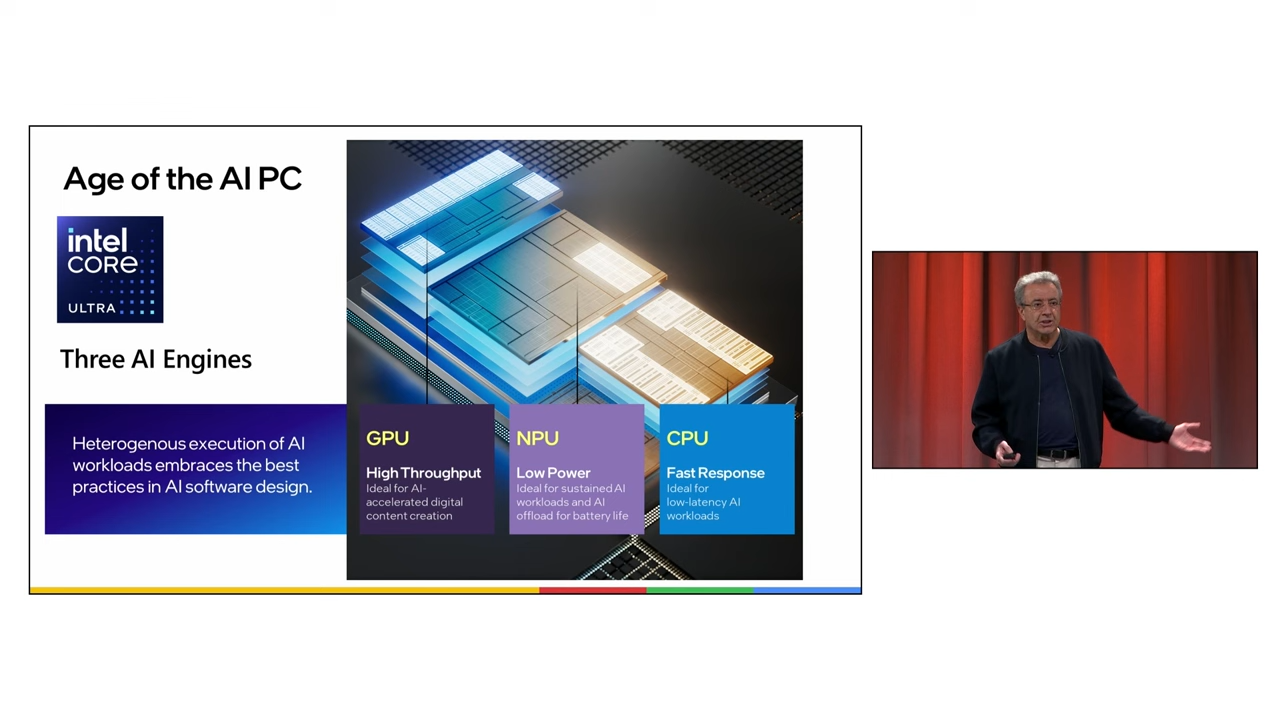 Age of the AI PC
intel
CORE
ULTRA
Three AI Engines
Heterogenous execution of AI
workloads embraces the best
practices in AI software design.
GPU
High Throughput
Ideal for AI-
accelerated digital
content creation
NPU
Low Power
Ideal for sustained AI
workloads and AI
offload for battery life
CPU
Fast Response
Ideal for
low-latency AI
workloads